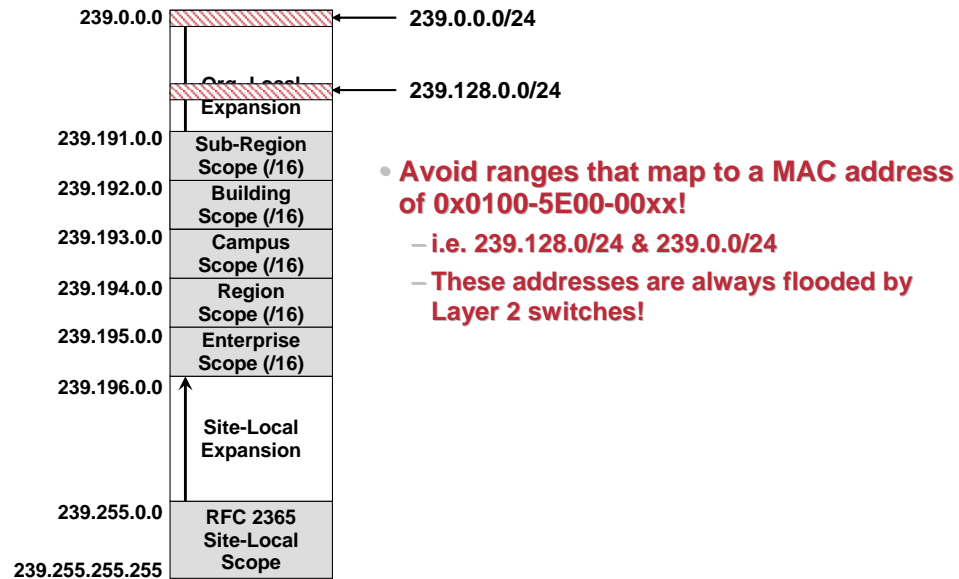 239.0.0.0
239.0.0.0/24
Expansion
239.128.0.0/24
239.191.0.0
Sub-Region
Scope (/16)
239.192.0.0
Building
Scope (/16)
239.193.0.0
Campus
Scope (/16)
239.194.0.0
Region
Scope (/16)
239.195.0.0
Enterprise
Scope (/16)
239.196.0.0
Site-Local
Expansion
239.255.0.0
RFC 2365
Site-Local
Scope
239.255.255.255
• Avoid ranges that map to a MAC address
of 0x0100-5E00-00xx!
– i.e. 239.128.0/24 & 239.0.0/24
– These addresses are always flooded by
Layer 2 switches!